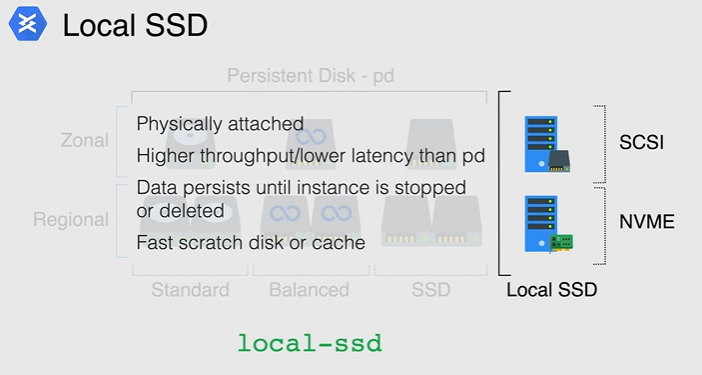 Local SSD
Persistent Disk - pd
Zonal
Physically attached
Higher throughput/lower latency than pd
Data persists until instance is stopped
or deleted
Fast scratch disk or cache
Regional
SCSI
NVME
Standard
Balanced
SSD
Local SSD
local-ssd